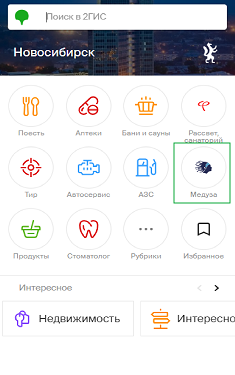 Поиск в 2ГИС
Новосибирск
Поесть Аптеки Бани и сауны Рассвет, санаторий
Тир Автосервис АЗС Медуза
Продукты Стоматолог Рубрики Избранное
Интересное
Недвижимость Интересно